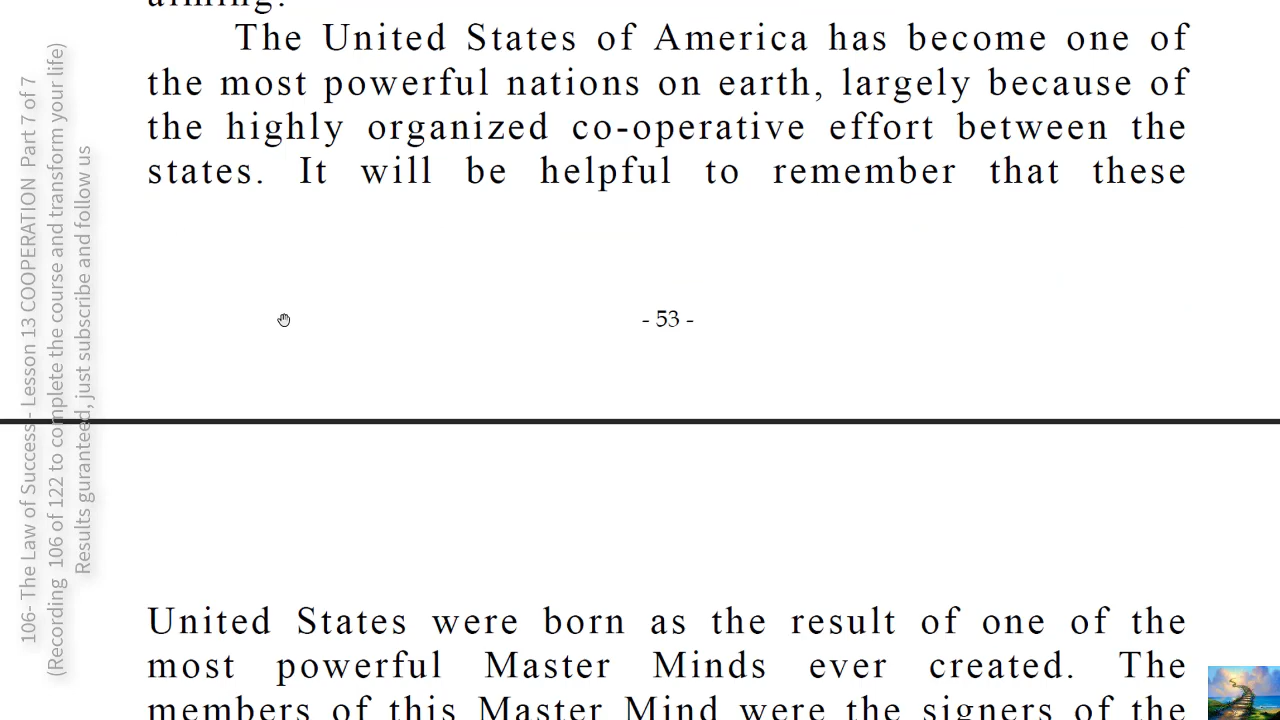 aiming.
The United States of America has become one of
the most powerful nations on earth, largely because of
the highly organized co-operative effort between the
states. It will be helpful to remember that these
- 53 -
United States were born as the result of one of the
most powerful Master Minds ever created. The
members of this Master Mind were the signers of the
106- The Law of Success - Lesson 13 COOPERATION Part 7 of 7
(Recording 106 of 122 to complete the course and transform your life)
Results guranteed, just subscribe and follow us